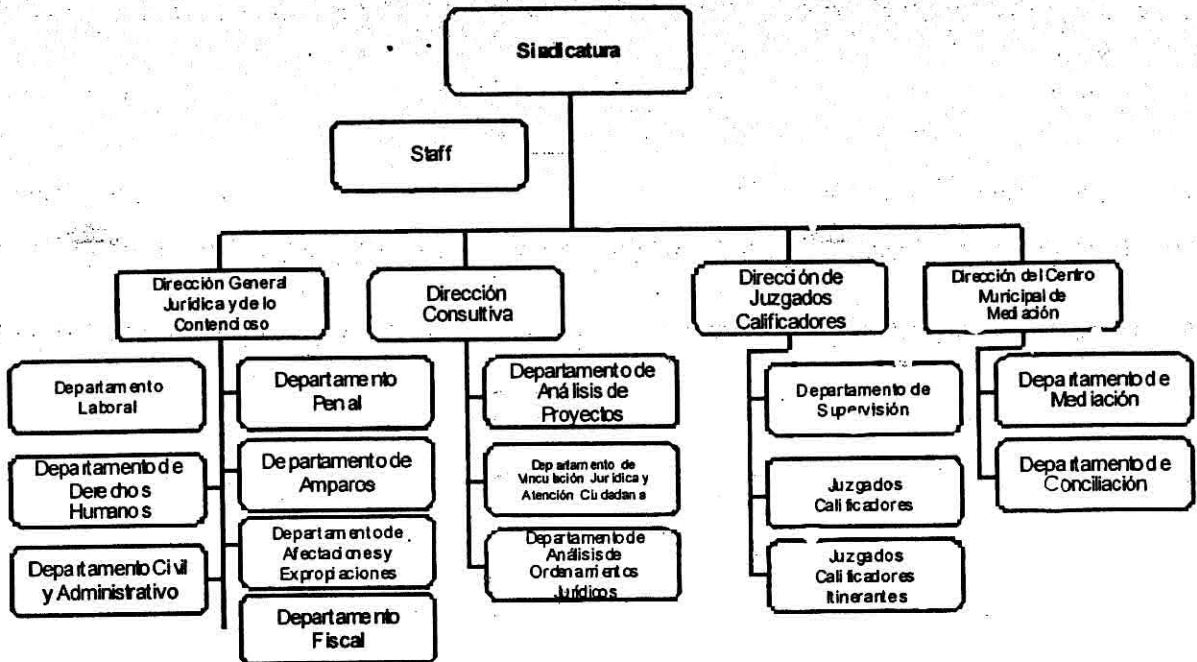 Sindicatura
Staff
Dirección General
Jurídica y de lo
Contencioso
Dirección
Consultiva
Dirección de
Juzgados
Calificadores
Dirección del Centro
Municipal de
Mediación
Departamento
Laboral
Departamento
Penal
Departamento de
Derechos
Humanos
Departamento de
Amparos
Departamento Civil
y Administrativo
Departamento de
Afectaciones y
Expropiaciones
Departamento
Fiscal
Departamento de
Análisis de
Proyectos
Departamento de
Vinculación Jurídica y
Atención Ciudadana
Departamento de
Análisis de
Ordenamientos
Jurídicos
Departamento de
Supervisión
Juzgados
Calificadores
Juzgados
Calificadores
Itinerantes
Departamento de
Mediación
Departamento de
Conciliación